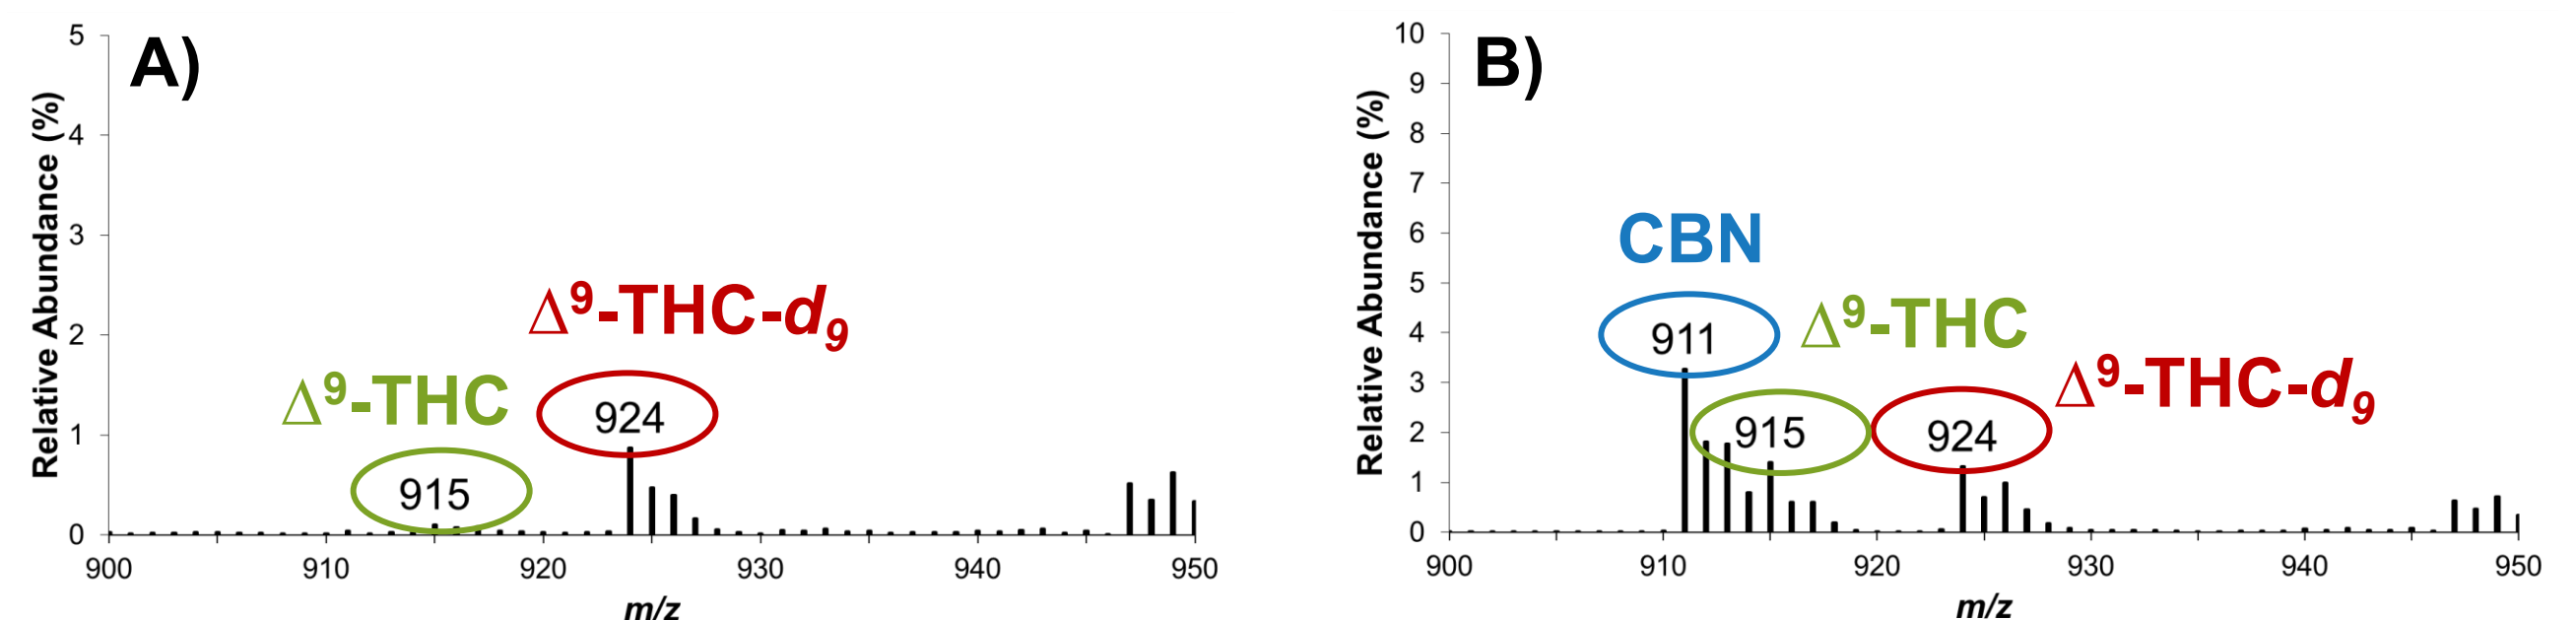 A)
Relative Abundance (%)
5
4
3
2
1
0
Δ⁹-THC
915
Δ⁹-THC-d₉
924
900 910 920 930 940 950
m/z
B)
Relative Abundance (%)
10
9
8
7
6
5
4
3
2
1
0
CBN
911
Δ⁹-THC
915
Δ⁹-THC-d₉
924
900 910 920 930 940 950
m/z